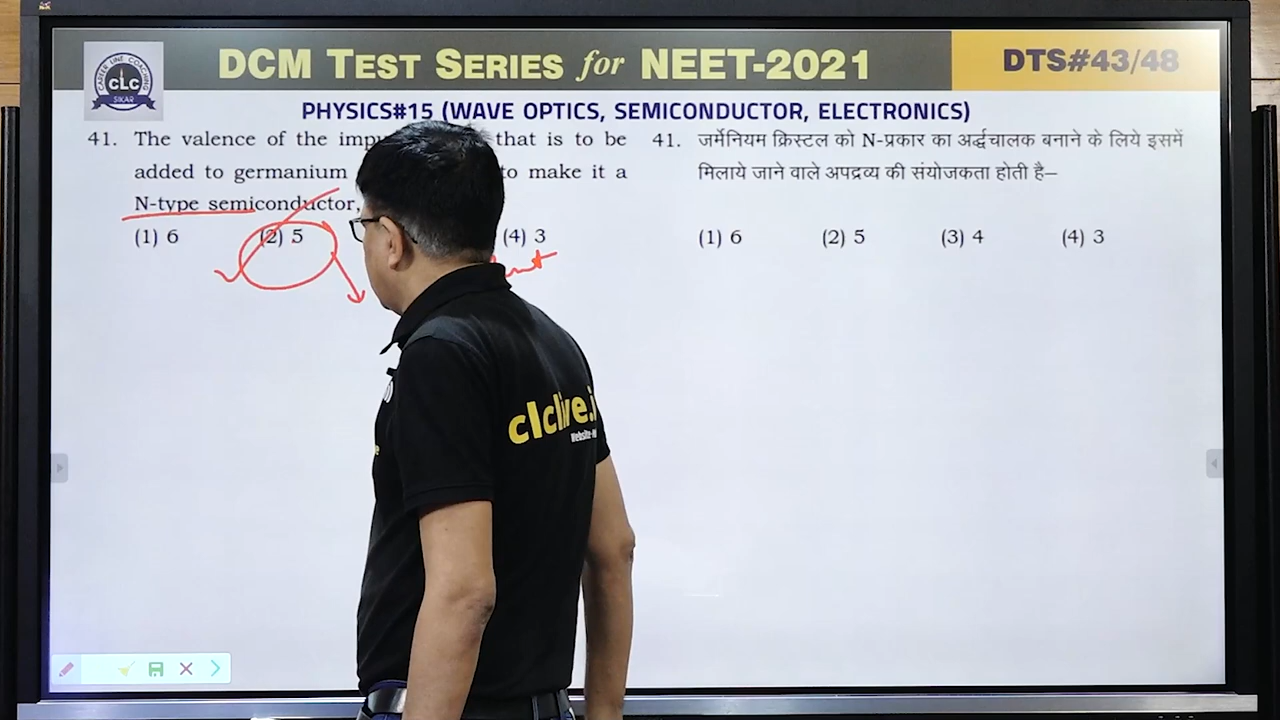 CAREER LINE COACHING
CLC
SIKAR
DCM TEST SERIES for NEET-2021
DTS#43/48
PHYSICS#15 (WAVE OPTICS, SEMICONDUCTOR, ELECTRONICS)
41. The valence of the that is to be
added to germanium to make it a
N-type semiconductor,
(1) 6 (2) 5 (4) 3
41. जर्मेनियम क्रिस्टल को N-प्रकार का अर्द्धचालक बनाने के लिये इसमें
मिलाये जाने वाले अपद्रव्य की संयोजकता होती है–
(1) 6 (2) 5 (3) 4 (4) 3